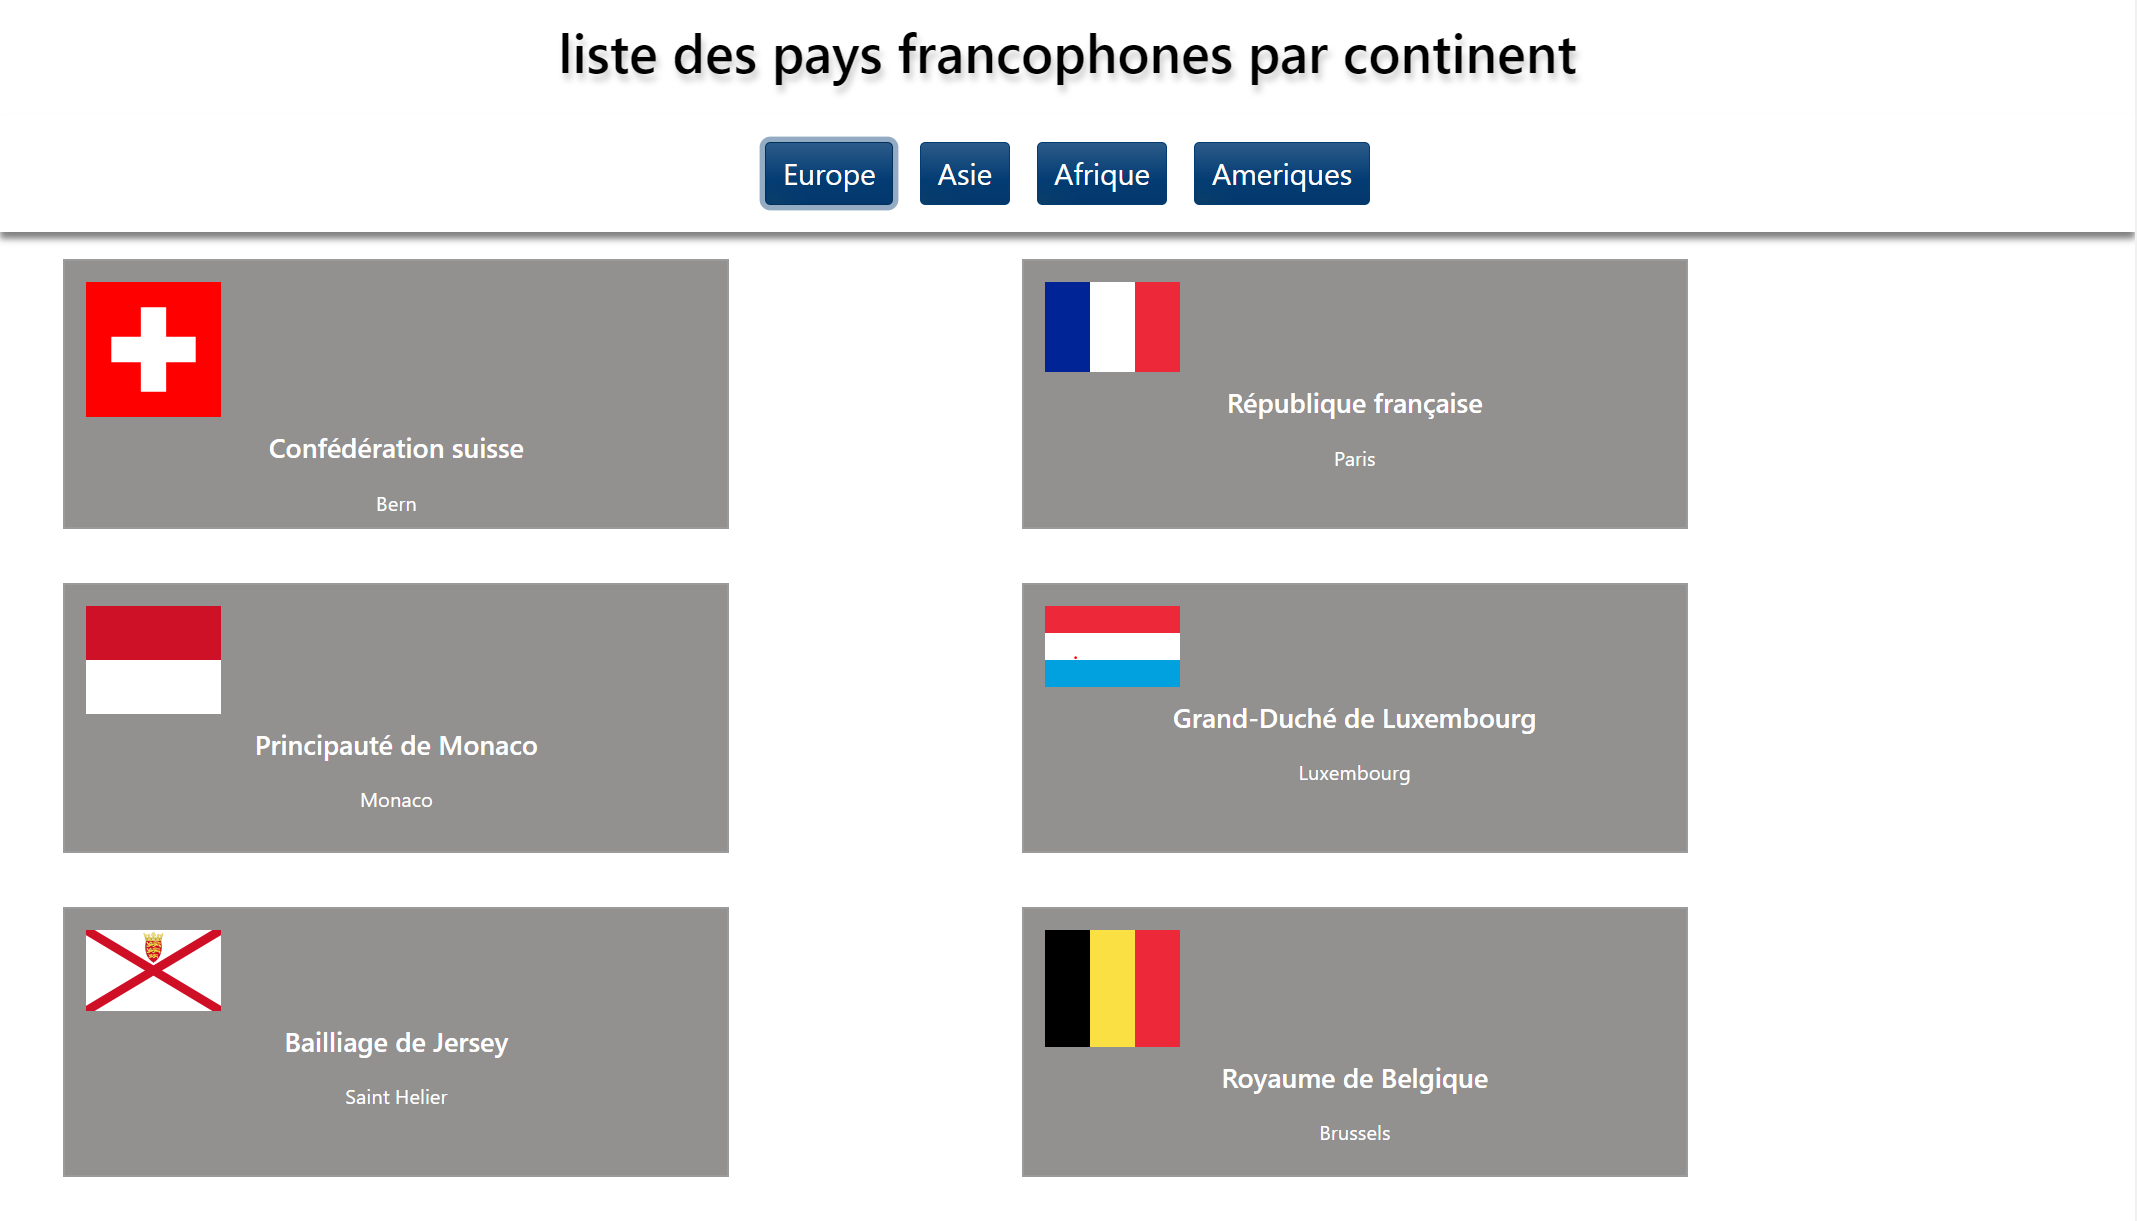 liste des pays francophones par continent
Europe
Asie
Afrique
Ameriques
Confédération suisse
Bern
République française
Paris
Principauté de Monaco
Monaco
Grand-Duché de Luxembourg
Luxembourg
Bailliage de Jersey
Saint Helier
Royaume de Belgique
Brussels